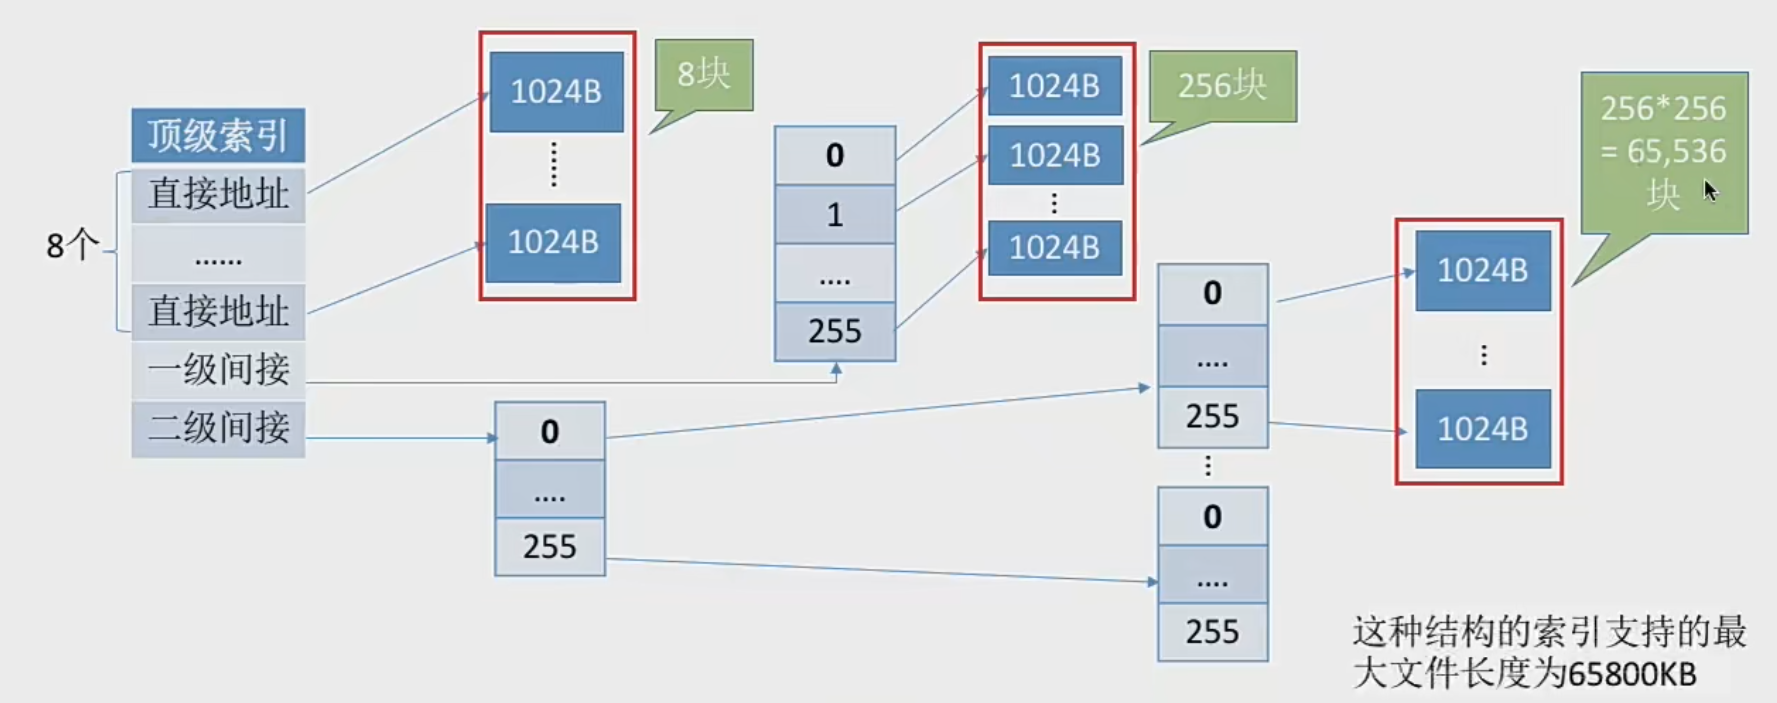 顶级索引
直接地址
......
直接地址
一级间接
二级间接
8个
1024B
1024B
8块
0
1
....
255
1024B
1024B
1024B
256块
0
....
255
0
....
255
0
....
255
1024B
1024B
256*256
= 65,536
块
这种结构的索引支持的最
大文件长度为65800KB